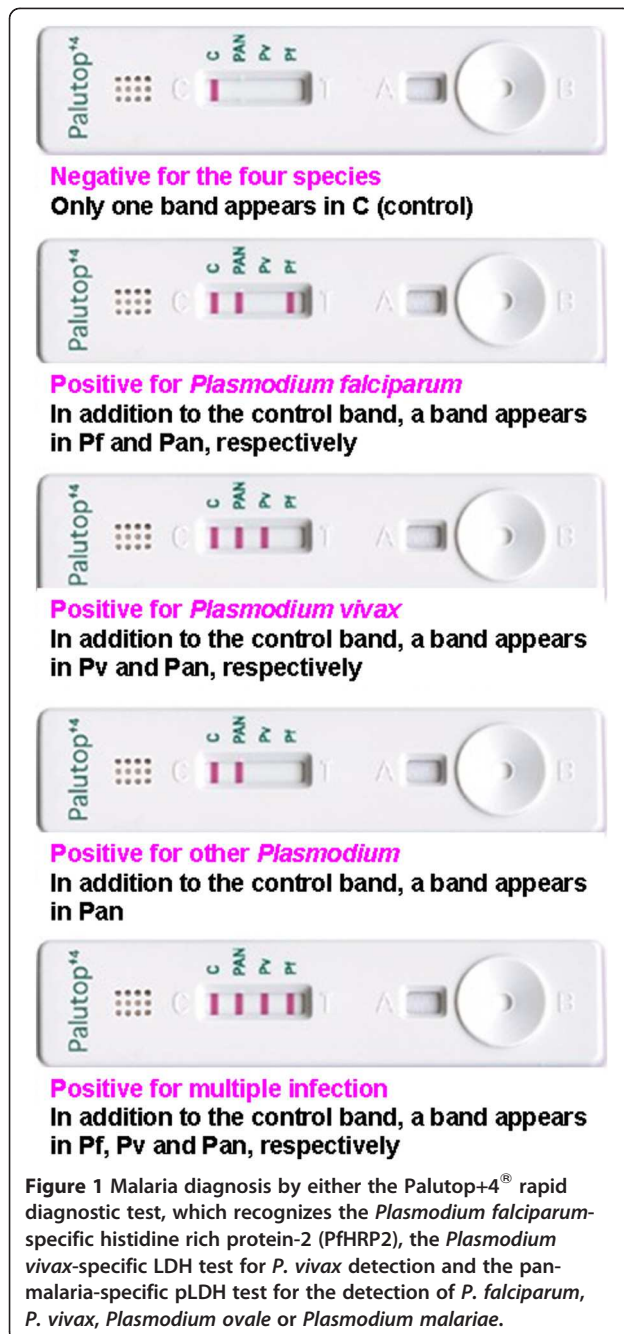 Palutop+4 C C PAN Pv Pf T A B
Negative for the four species
Only one band appears in C (control)
Palutop+4 C C PAN Pv Pf T A B
Positive for Plasmodium falciparum
In addition to the control band, a band appears
in Pf and Pan, respectively
Palutop+4 C C PAN Pv Pf T A B
Positive for Plasmodium vivax
In addition to the control band, a band appears
in Pv and Pan, respectively
Palutop+4 C C PAN Pv Pf T A B
Positive for other Plasmodium
In addition to the control band, a band appears
in Pan
Palutop+4 C C PAN Pv Pf T A B
Positive for multiple infection
In addition to the control band, a band appears
in Pf, Pv and Pan, respectively
Figure 1 Malaria diagnosis by either the Palutop+4® rapid
diagnostic test, which recognizes the Plasmodium falciparum-
specific histidine rich protein-2 (PfHRP2), the Plasmodium
vivax-specific LDH test for P. vivax detection and the pan-
malaria-specific pLDH test for the detection of P. falciparum,
P. vivax, Plasmodium ovale or Plasmodium malariae.